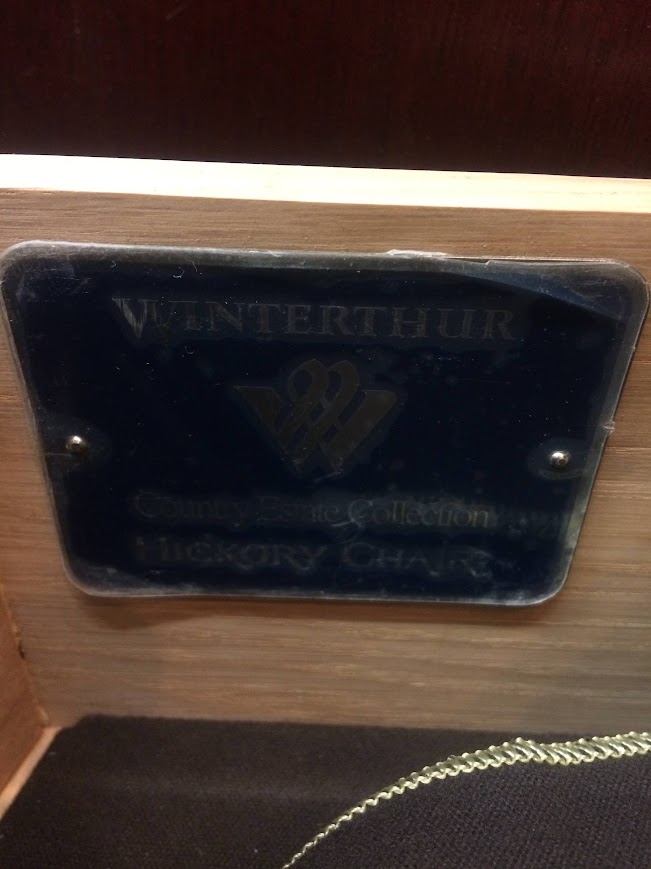 WINTERTHUR
Country Estate Collection
HICKORY CHAIR